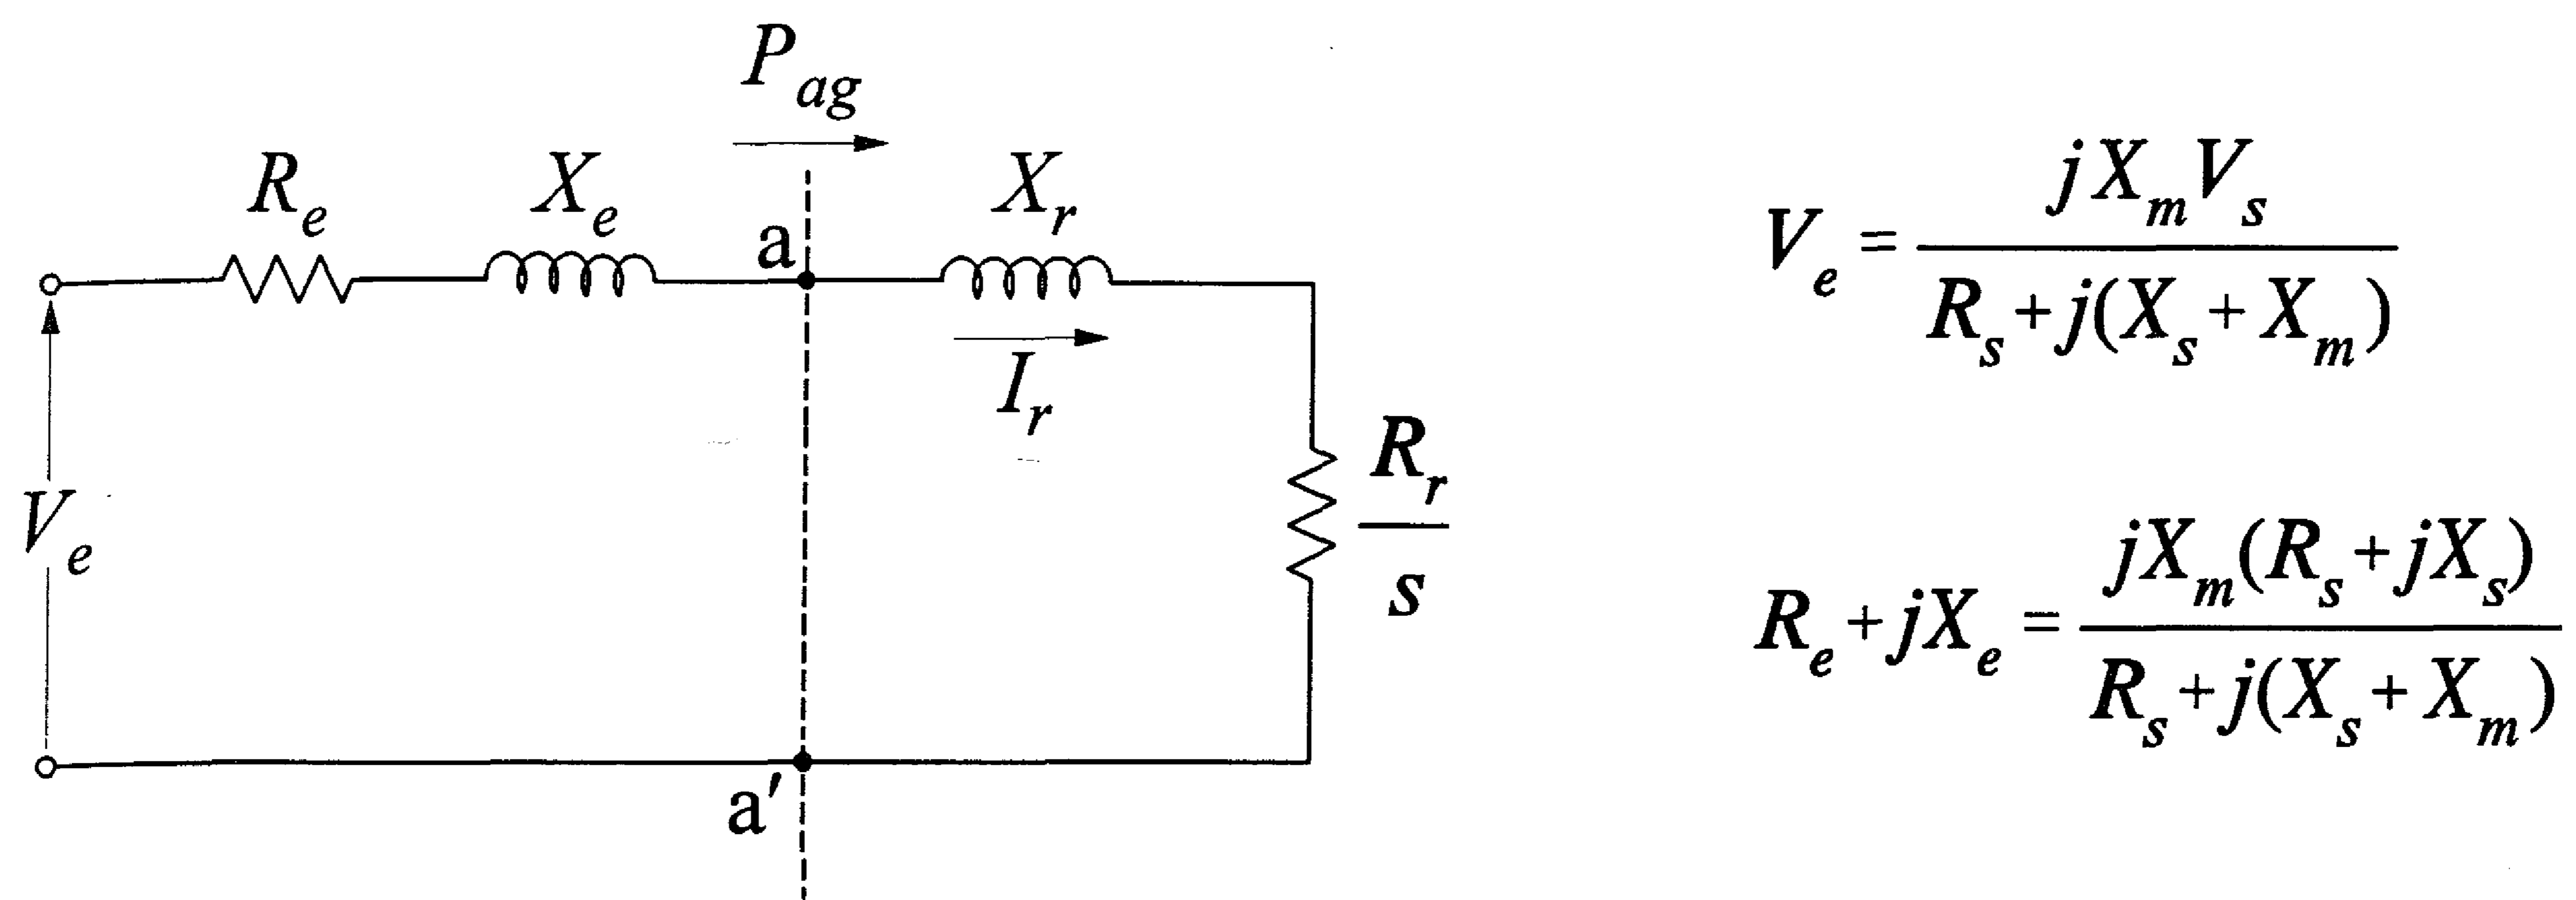 P_ag
R_e
X_e
a
X_r
I_r
V_e
R_r
s
a′
V_e = jX_m V_s / R_s + j(X_s + X_m)
R_e + jX_e = jX_m(R_s + jX_s) / R_s + j(X_s + X_m)